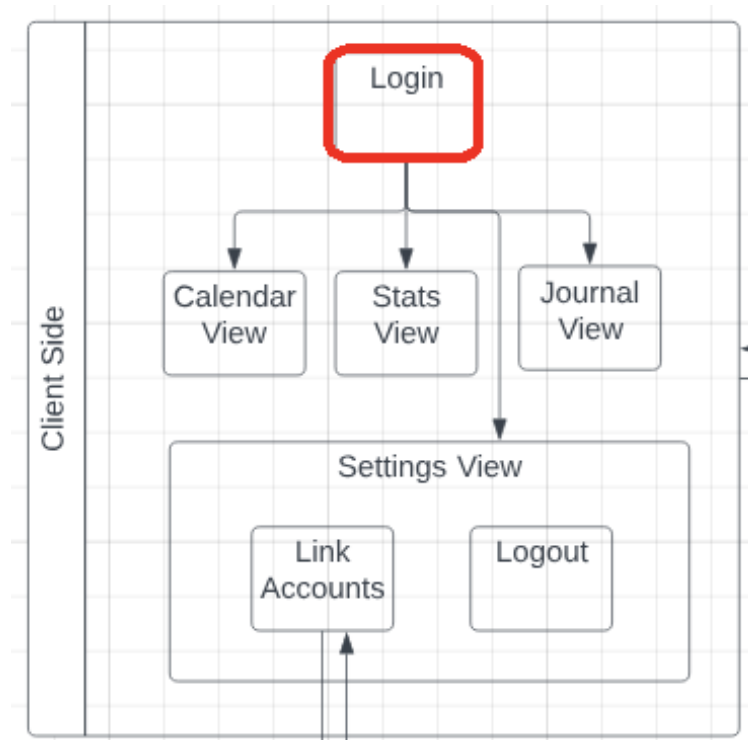 Login
Calendar
View
Stats
View
Journal
View
Client Side
Settings View
Link
Accounts
Logout